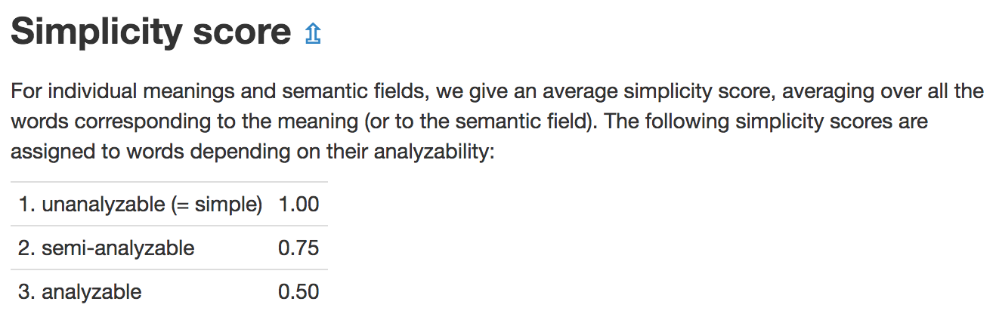 Simplicity score ⇫
For individual meanings and semantic fields, we give an average simplicity score, averaging over all the
words corresponding to the meaning (or to the semantic field). The following simplicity scores are
assigned to words depending on their analyzability:
1. unanalyzable (= simple) 1.00
2. semi-analyzable 0.75
3. analyzable 0.50